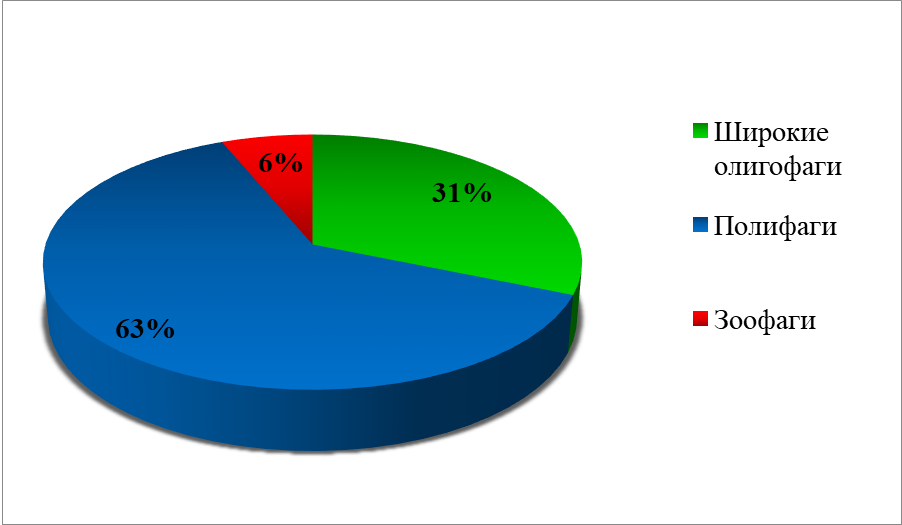 6%
31%
63%
Широкие
олигофаги
Полифаги
Зоофаги